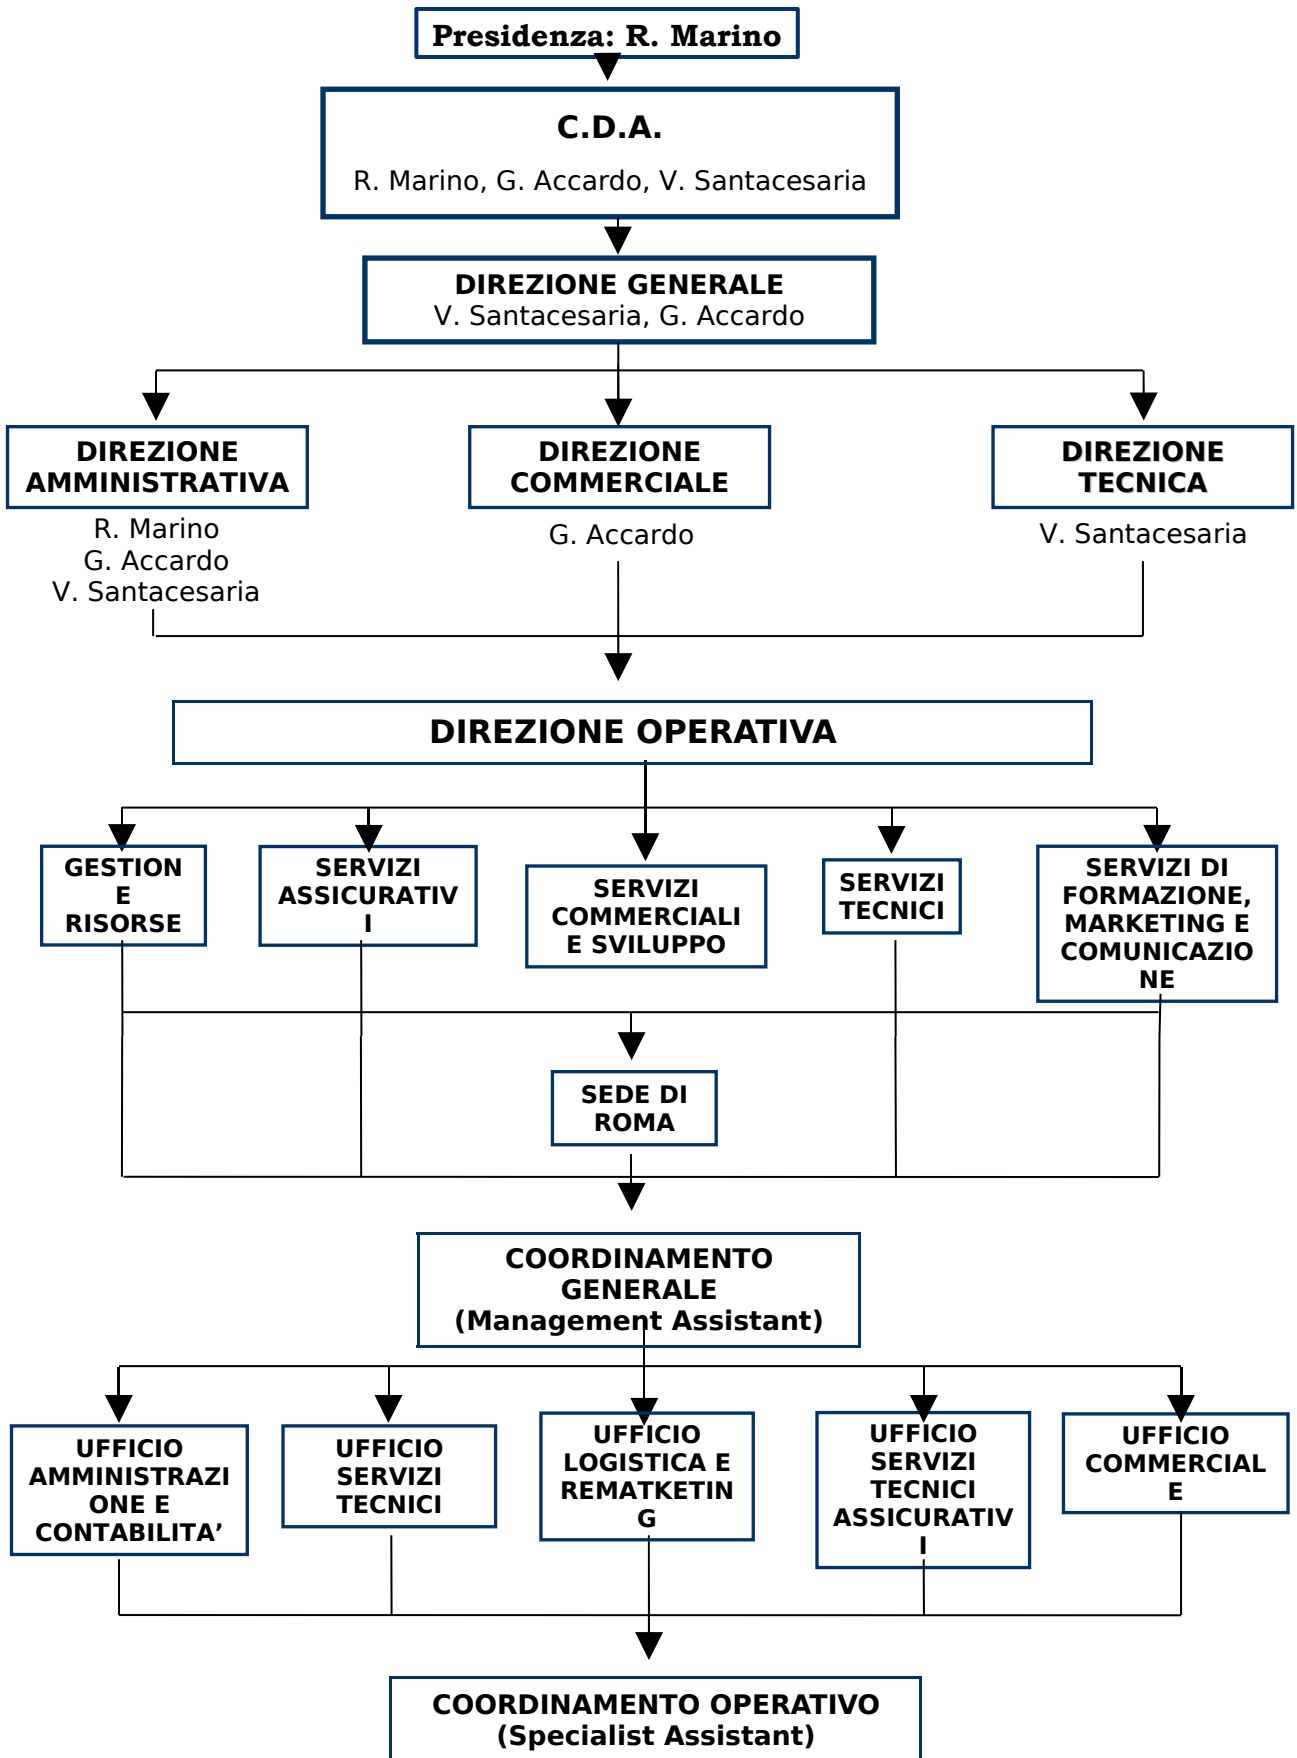 Presidenza: R. Marino
C.D.A.
R. Marino, G. Accardo, V. Santacesaria
DIREZIONE GENERALE
V. Santacesaria, G. Accardo
DIREZIONE
AMMINISTRATIVA
R. Marino
G. Accardo
V. Santacesaria
DIREZIONE
COMMERCIALE
G. Accardo
DIREZIONE
TECNICA
V. Santacesaria
DIREZIONE OPERATIVA
GESTION
E
RISORSE
SERVIZI
ASSICURATIV
I
SERVIZI
COMMERCIALI
E SVILUPPO
SERVIZI
TECNICI
SERVIZI DI
FORMAZIONE,
MARKETING E
COMUNICAZIO
NE
SEDE DI
ROMA
COORDINAMENTO
GENERALE
(Management Assistant)
UFFICIO
AMMINISTRAZI
ONE E
CONTABILITA’
UFFICIO
SERVIZI
TECNICI
UFFICIO
LOGISTICA E
REMATKETIN
G
UFFICIO
SERVIZI
TECNICI
ASSICURATIV
I
UFFICIO
COMMERCIAL
E
COORDINAMENTO OPERATIVO
(Specialist Assistant)